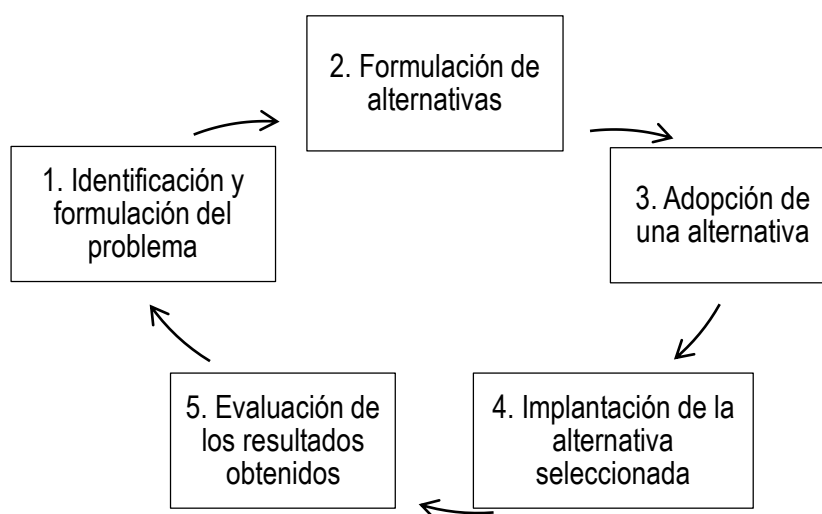 2. Formulación de
alternativas
1. Identificación y
formulación del
problema
3. Adopción de
una alternativa
5. Evaluación de
los resultados
obtenidos
4. Implantación de la
alternativa
seleccionada